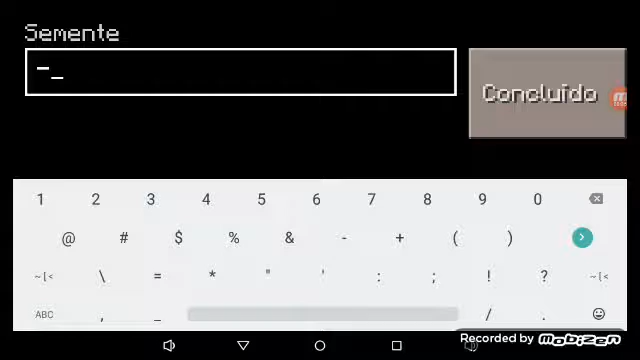 Semente
-_
Concluído
1 2 3 4 5 6 7 8 9 0
@ # $ % & - + ( )
~[< \ = * " ' : ; ! ? ~[<
ABC , _ / .
Recorded by mobizen